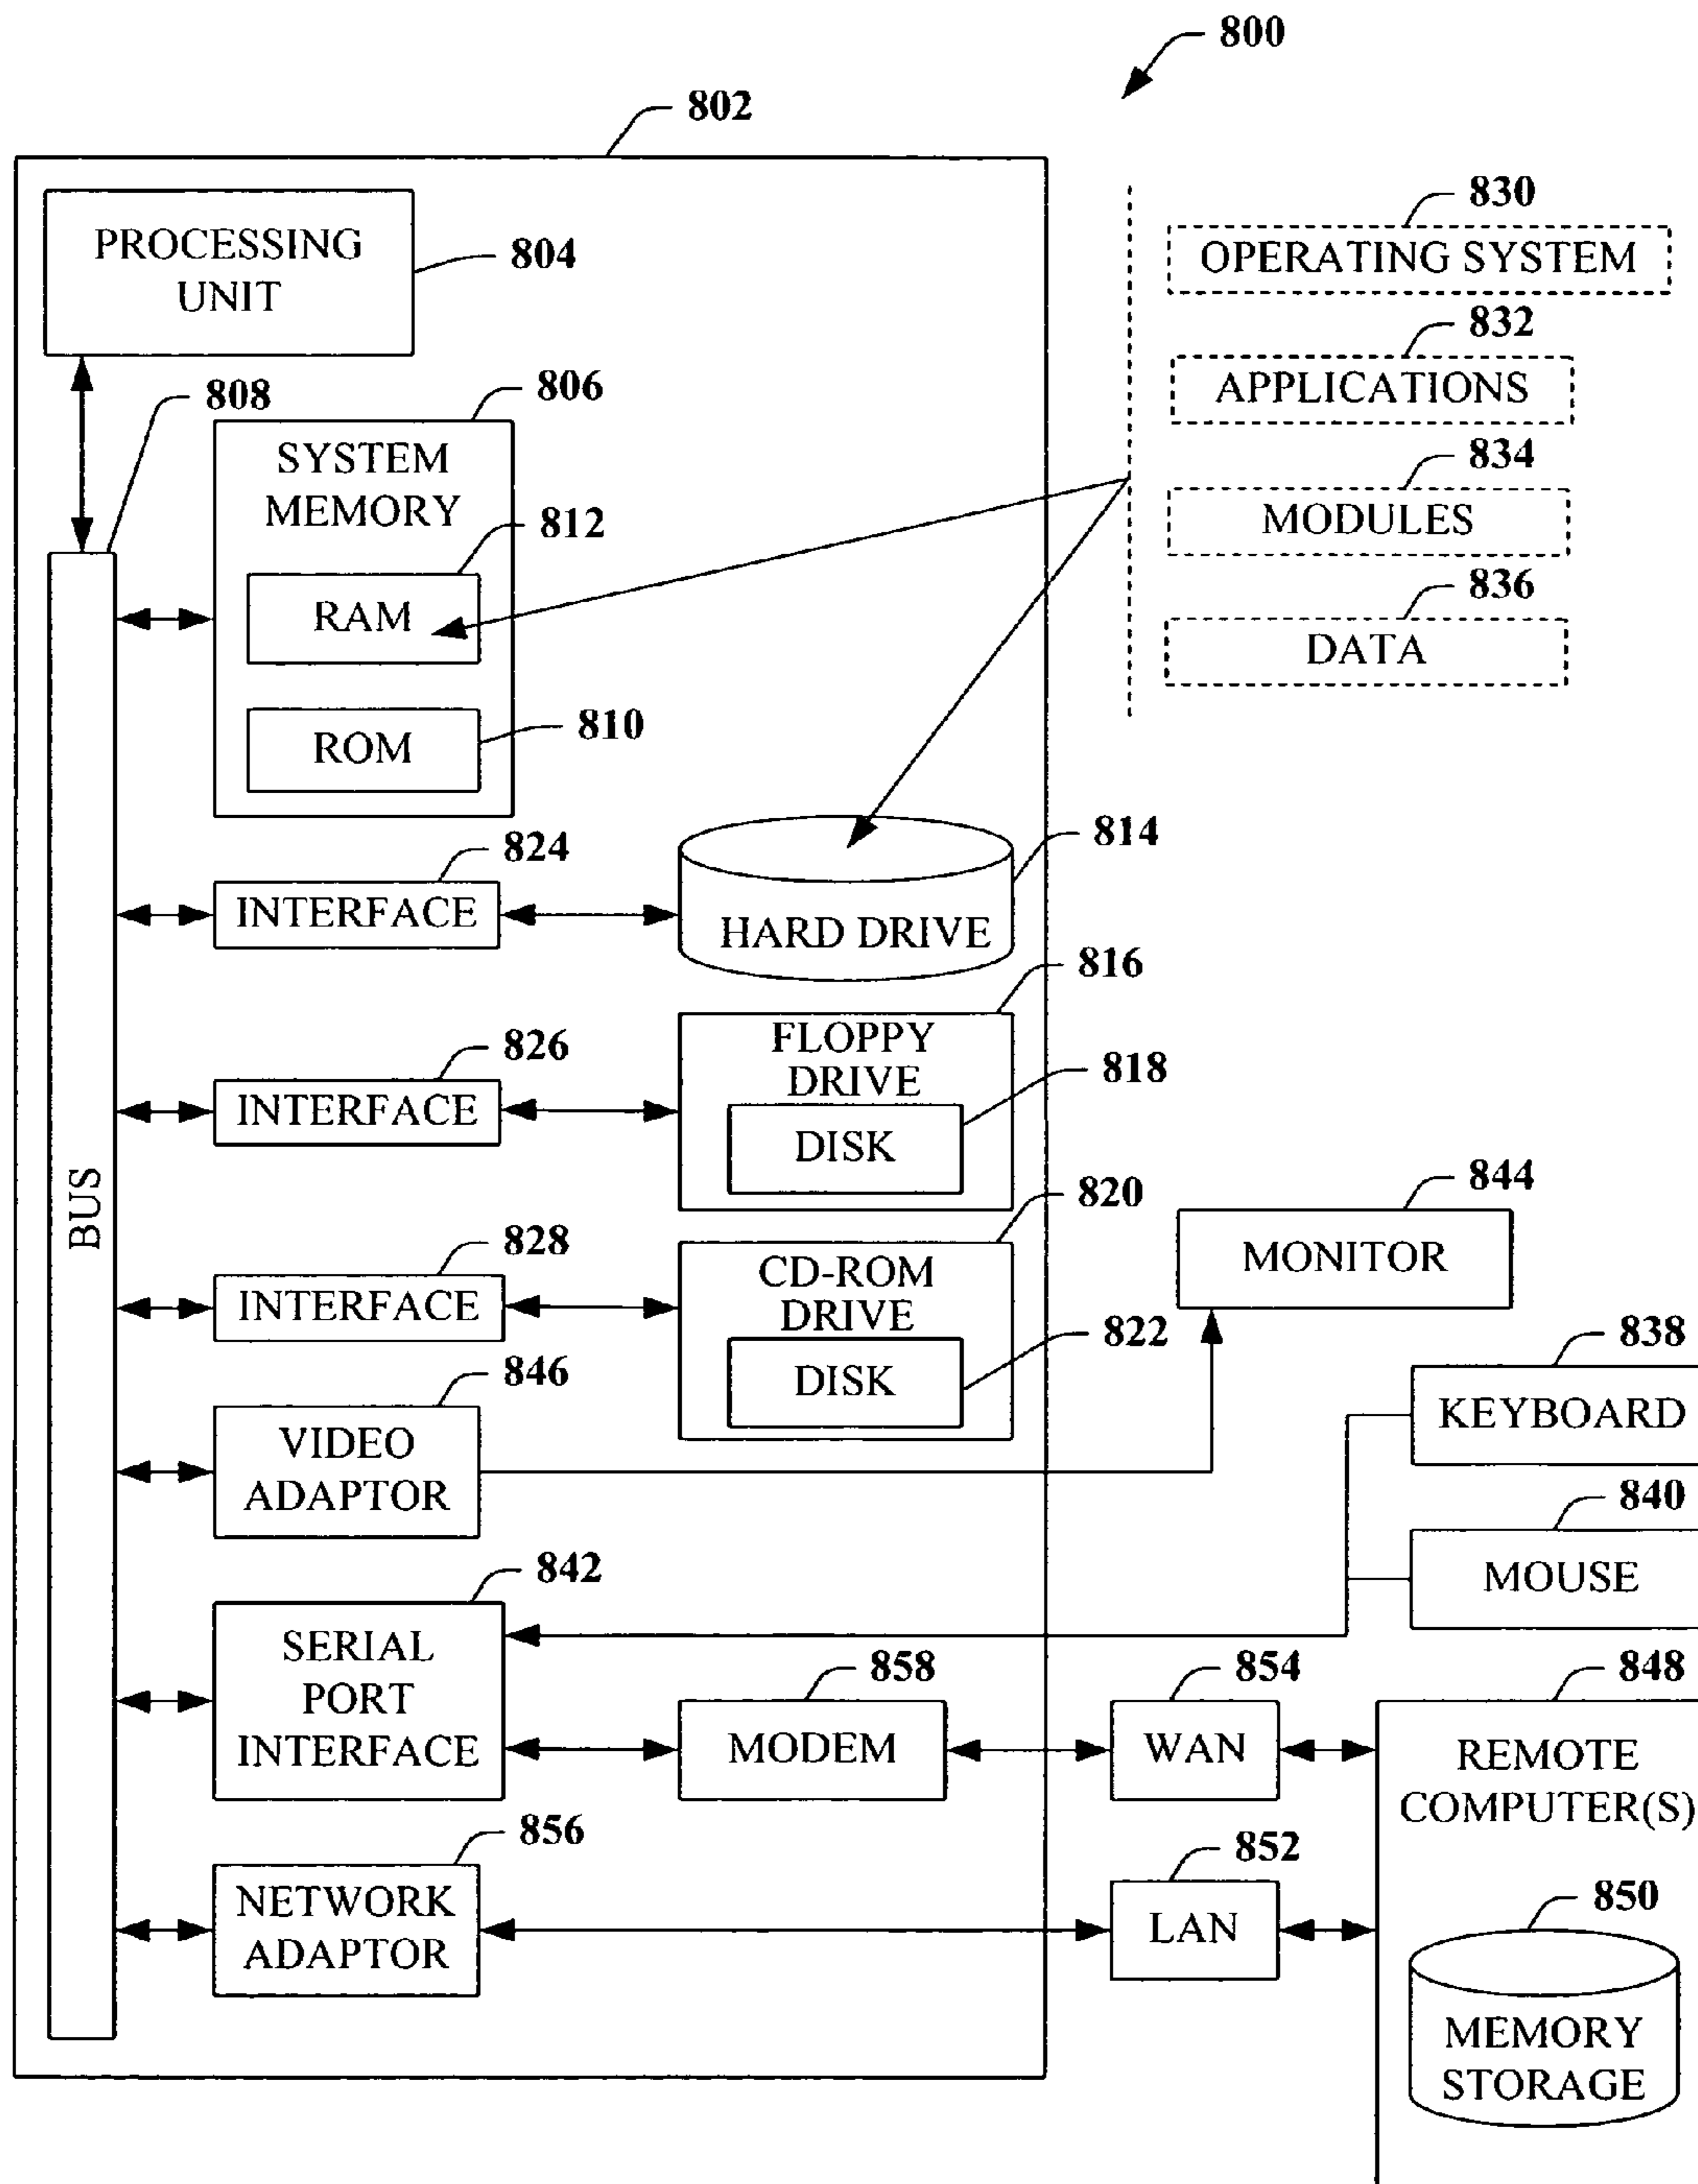 800
802
PROCESSING
UNIT
804
830
OPERATING SYSTEM
832
APPLICATIONS
834
MODULES
836
DATA
808
806
SYSTEM
MEMORY
812
RAM
810
ROM
824
INTERFACE
814
HARD DRIVE
826
INTERFACE
816
FLOPPY
DRIVE
818
DISK
BUS
828
INTERFACE
820
CD-ROM
DRIVE
822
DISK
844
MONITOR
838
KEYBOARD
846
VIDEO
ADAPTOR
840
MOUSE
842
SERIAL
PORT
INTERFACE
858
MODEM
854
WAN
848
REMOTE
COMPUTER(S)
856
NETWORK
ADAPTOR
852
LAN
850
MEMORY
STORAGE